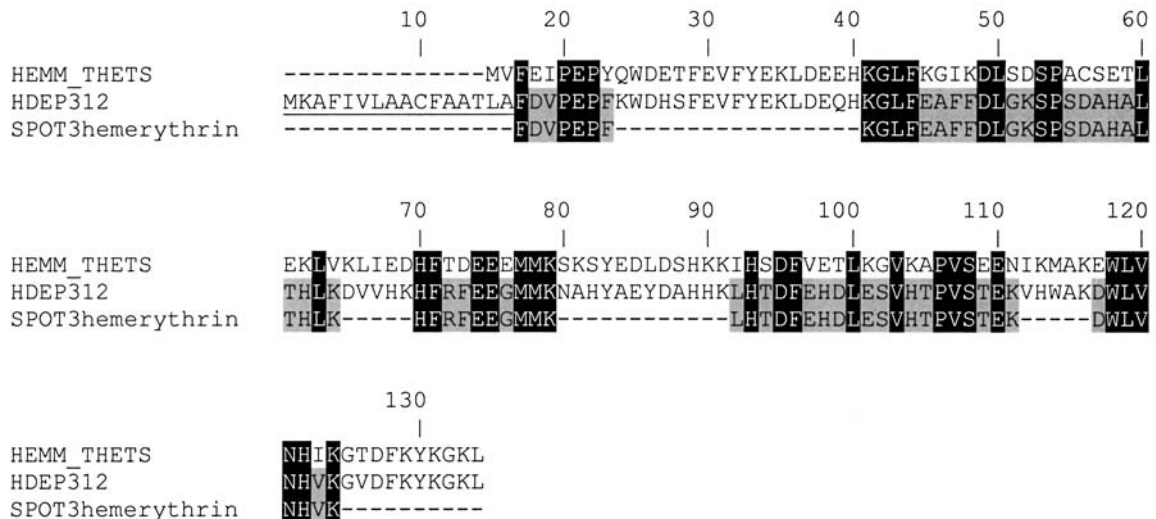 10 20 30 40 50 60
HEMM_THETS --------------MVFEIPEPYQWDETFEVFYEKLDEEHKGLFKGIKDLSDSPACSETL
HDEP312 MKAFIVLAACFAATLAFDVPEPFKWDHSFEVFYEKLDEQHKGLFEAFFDLGKSPSDAHAL
SPOT3hemerythrin ----------------FDVPEPF-----------------KGLFEAFFDLGKSPSDAHAL
70 80 90 100 110 120
HEMM_THETS EKLVKLIEDHFTDEEEMMKSKSYEDLDSHKKIHSDFVETLKGVKAPVSEENIKMAKEWLV
HDEP312 THLKDVVHKHFRFEEGMMKNAHYAEYDAHHKLHTDFEHDLESVHTPVSTEKVHWAKDWLV
SPOT3hemerythrin THLK-----HFRFEEGMMK------------LHTDFEHDLESVHTPVSTEK-----DWLV
130
HEMM_THETS NHIKGTDFKYKGKL
HDEP312 NHVKGVDFKYKGKL
SPOT3hemerythrin NHVK----------